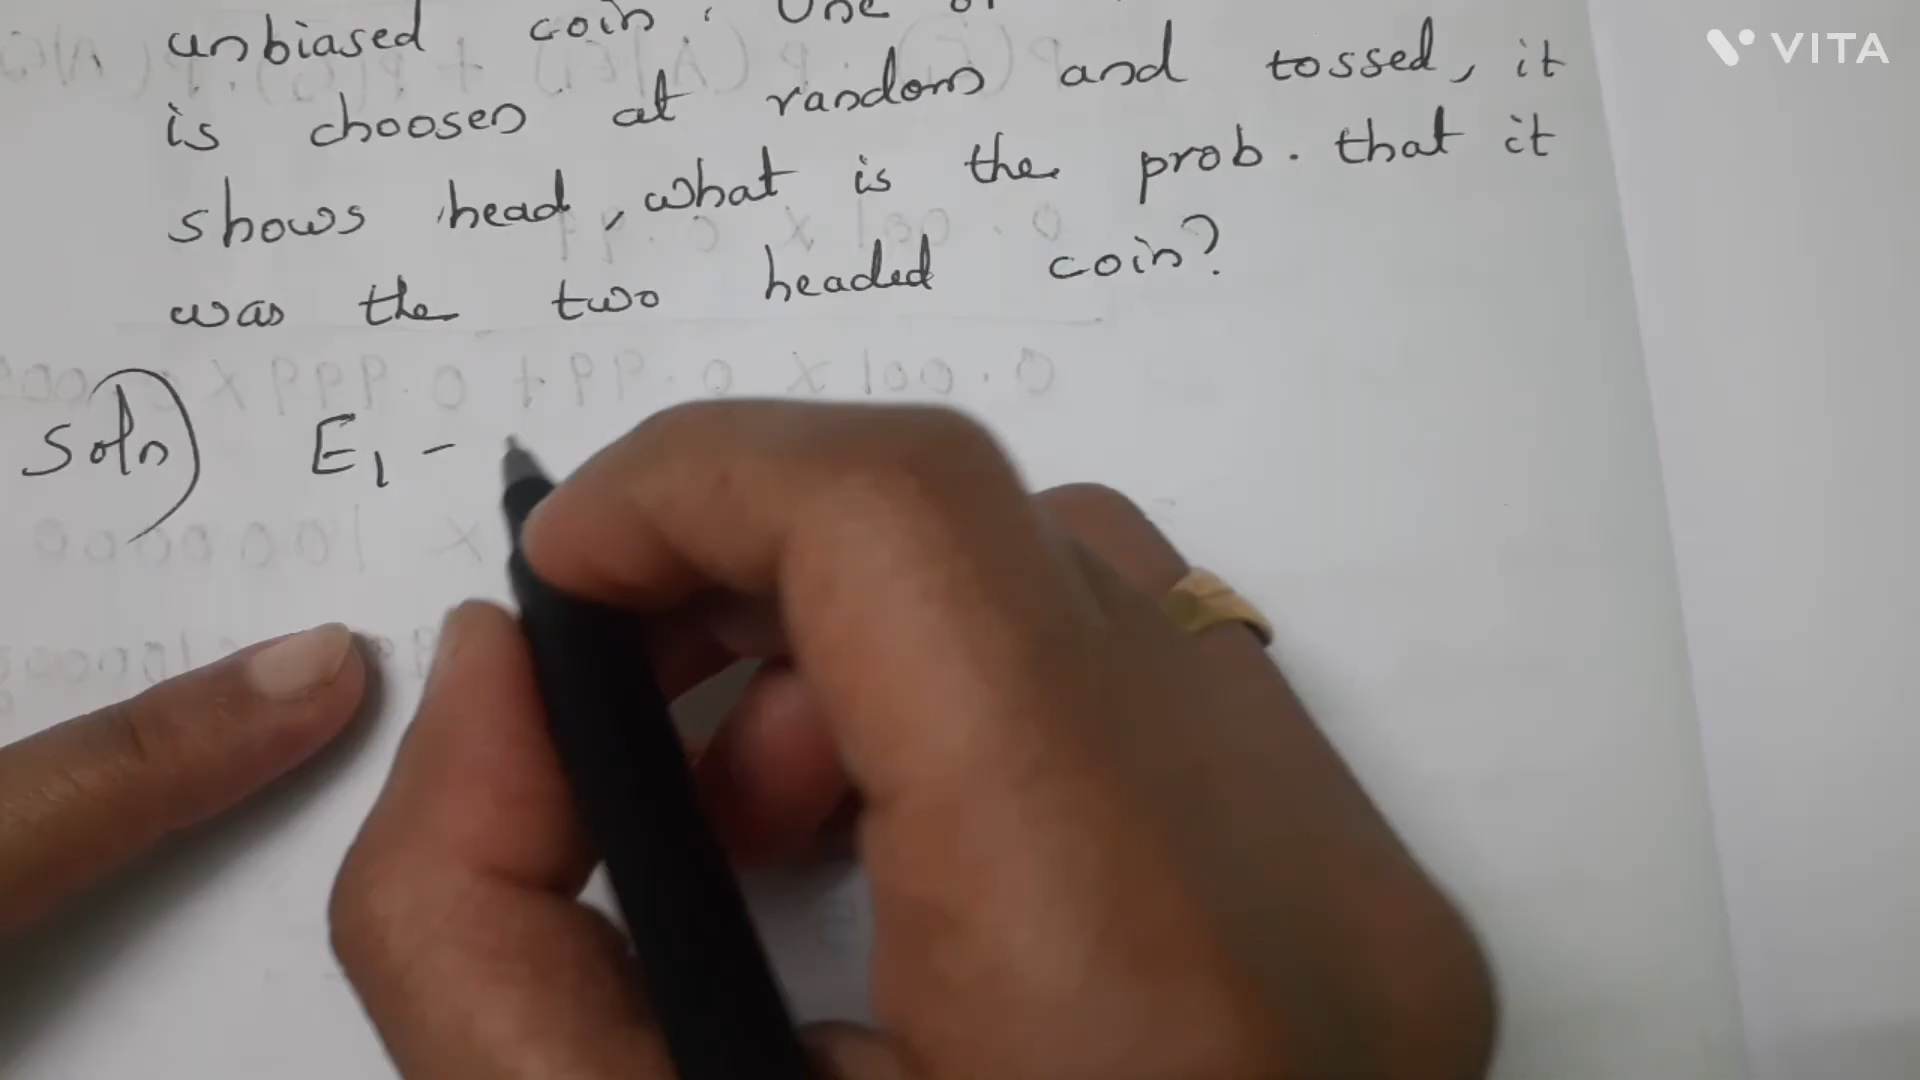 unbiased coin. One
is choosen at random and tossed, it
shows head, what is the prob. that it
was the two headed coin?
Soln) E1 -
VITA